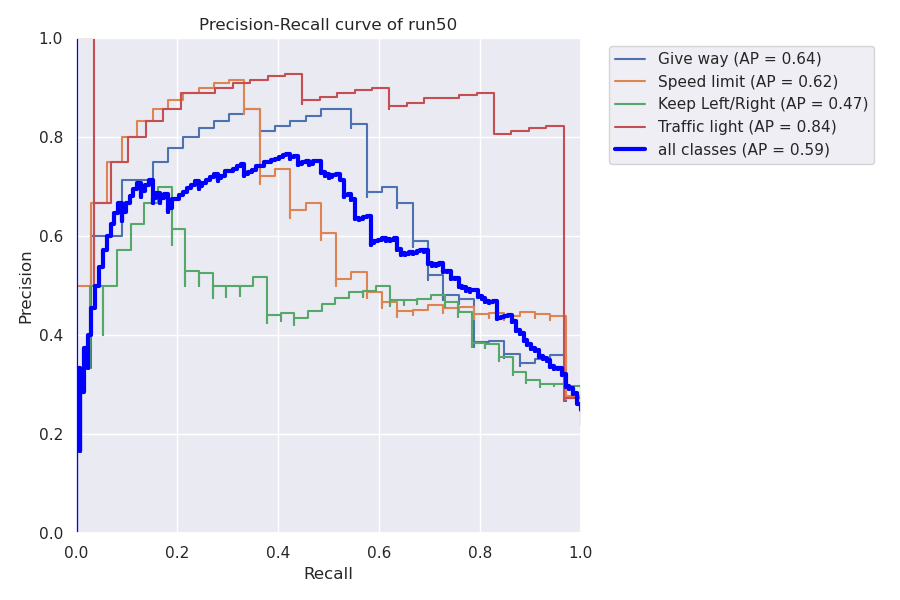 Precision-Recall curve of run50
1.0
0.8
0.6
0.4
0.2
0.0
Precision
0.0 0.2 0.4 0.6 0.8 1.0
Recall
Give way (AP = 0.64)
Speed limit (AP = 0.62)
Keep Left/Right (AP = 0.47)
Traffic light (AP = 0.84)
all classes (AP = 0.59)